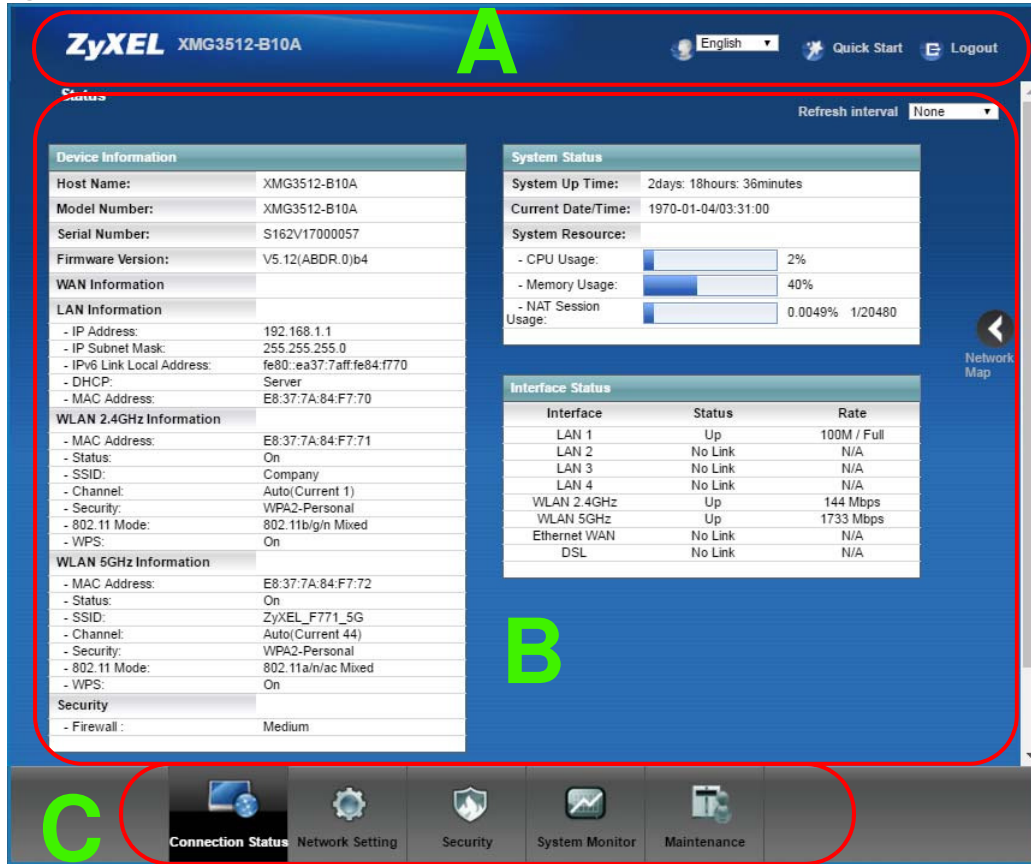 ZyXEL XMG3512-B10A
A
English
Quick Start
Logout
Status
Refresh interval None
Device Information
Host Name: XMG3512-B10A
Model Number: XMG3512-B10A
Serial Number: S162V17000057
Firmware Version: V5.12(ABDR.0)b4
WAN Information
LAN Information
- IP Address: 192.168.1.1
- IP Subnet Mask: 255.255.255.0
- IPv6 Link Local Address: fe80::ea37:7aff:fe84:f770
- DHCP: Server
- MAC Address: E8:37:7A:84:F7:70
WLAN 2.4GHz Information
- MAC Address: E8:37:7A:84:F7:71
- Status: On
- SSID: Company
- Channel: Auto(Current 1)
- Security: WPA2-Personal
- 802.11 Mode: 802.11b/g/n Mixed
- WPS: On
WLAN 5GHz Information
- MAC Address: E8:37:7A:84:F7:72
- Status: On
- SSID: ZyXEL_F771_5G
- Channel: Auto(Current 44)
- Security: WPA2-Personal
- 802.11 Mode: 802.11a/n/ac Mixed
- WPS: On
Security
- Firewall : Medium
System Status
System Up Time: 2days: 18hours: 36minutes
Current Date/Time: 1970-01-04/03:31:00
System Resource:
- CPU Usage: 2%
- Memory Usage: 40%
- NAT Session
Usage: 0.0049% 1/20480
Interface Status
Interface Status Rate
LAN 1 Up 100M / Full
LAN 2 No Link N/A
LAN 3 No Link N/A
LAN 4 No Link N/A
WLAN 2.4GHz Up 144 Mbps
WLAN 5GHz Up 1733 Mbps
Ethernet WAN No Link N/A
DSL No Link N/A
Network
Map
B
C
Connection Status
Network Setting
Security
System Monitor
Maintenance